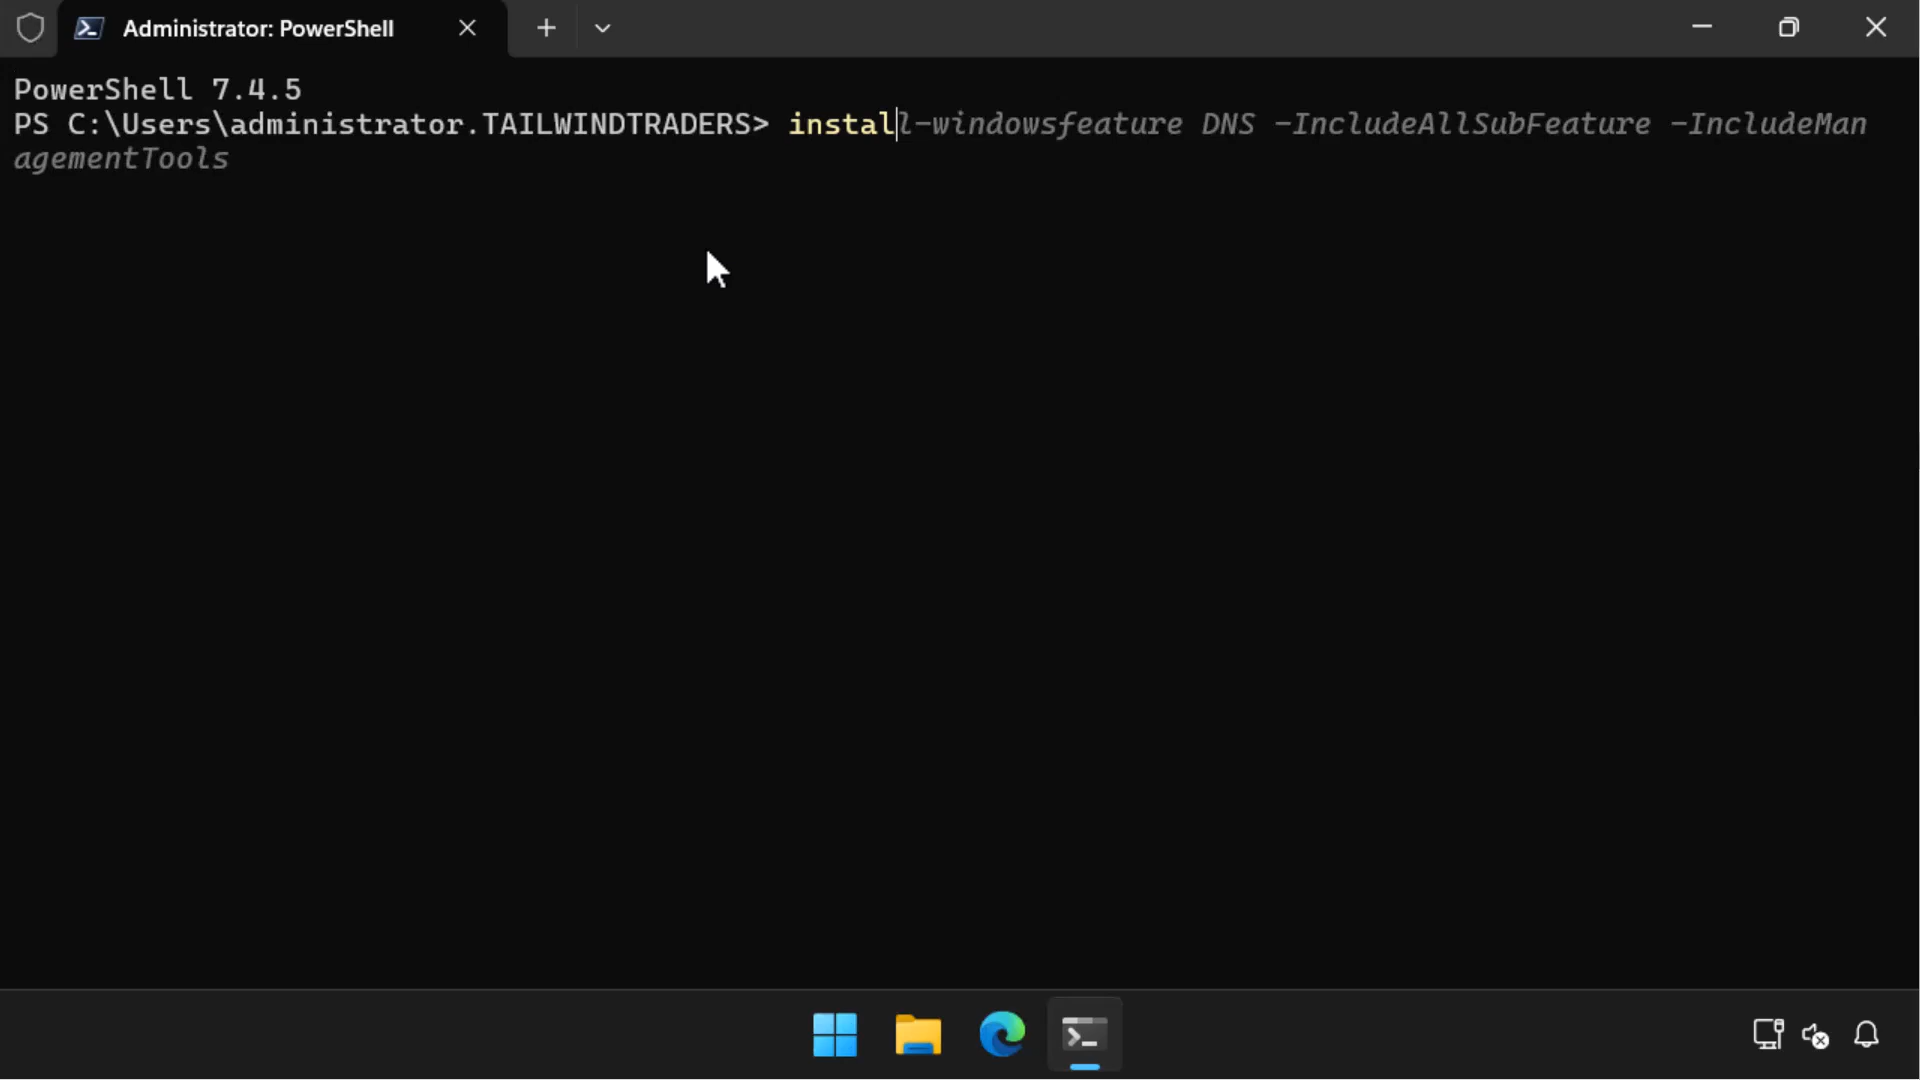 Administrator: PowerShell
PowerShell 7.4.5
PS C:\Users\administrator.TAILWINDTRADERS> install-windowsfeature DNS -IncludeAllSubFeature -IncludeMan
agementTools